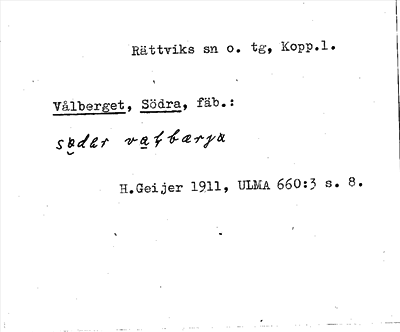 Rättviks sn o. tg, Kopp.l.
Vålberget, Södra, fäb.:
H.Geijer 1911, ULMA 660:3 s. 8.